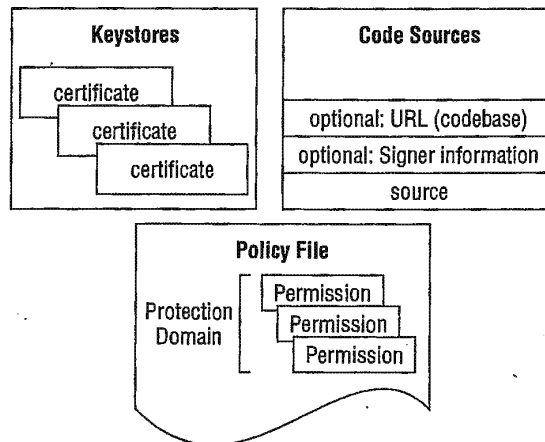 Keystores
certificate
certificate
certificate
Code Sources
optional: URL (codebase)
optional: Signer information
source
Policy File
Protection
Domain
Permission
Permission
Permission